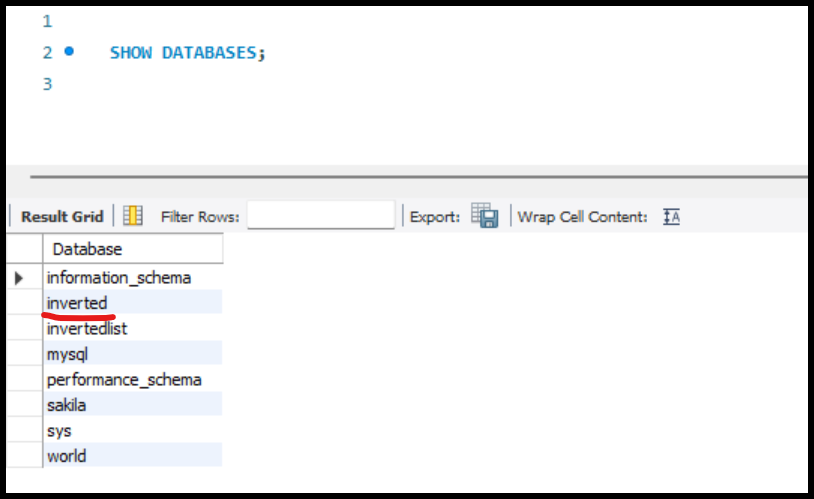 1
2 SHOW DATABASES;
3
Result Grid Filter Rows: Export: Wrap Cell Content:
Database
information_schema
inverted
invertedlist
mysql
performance_schema
sakila
sys
world